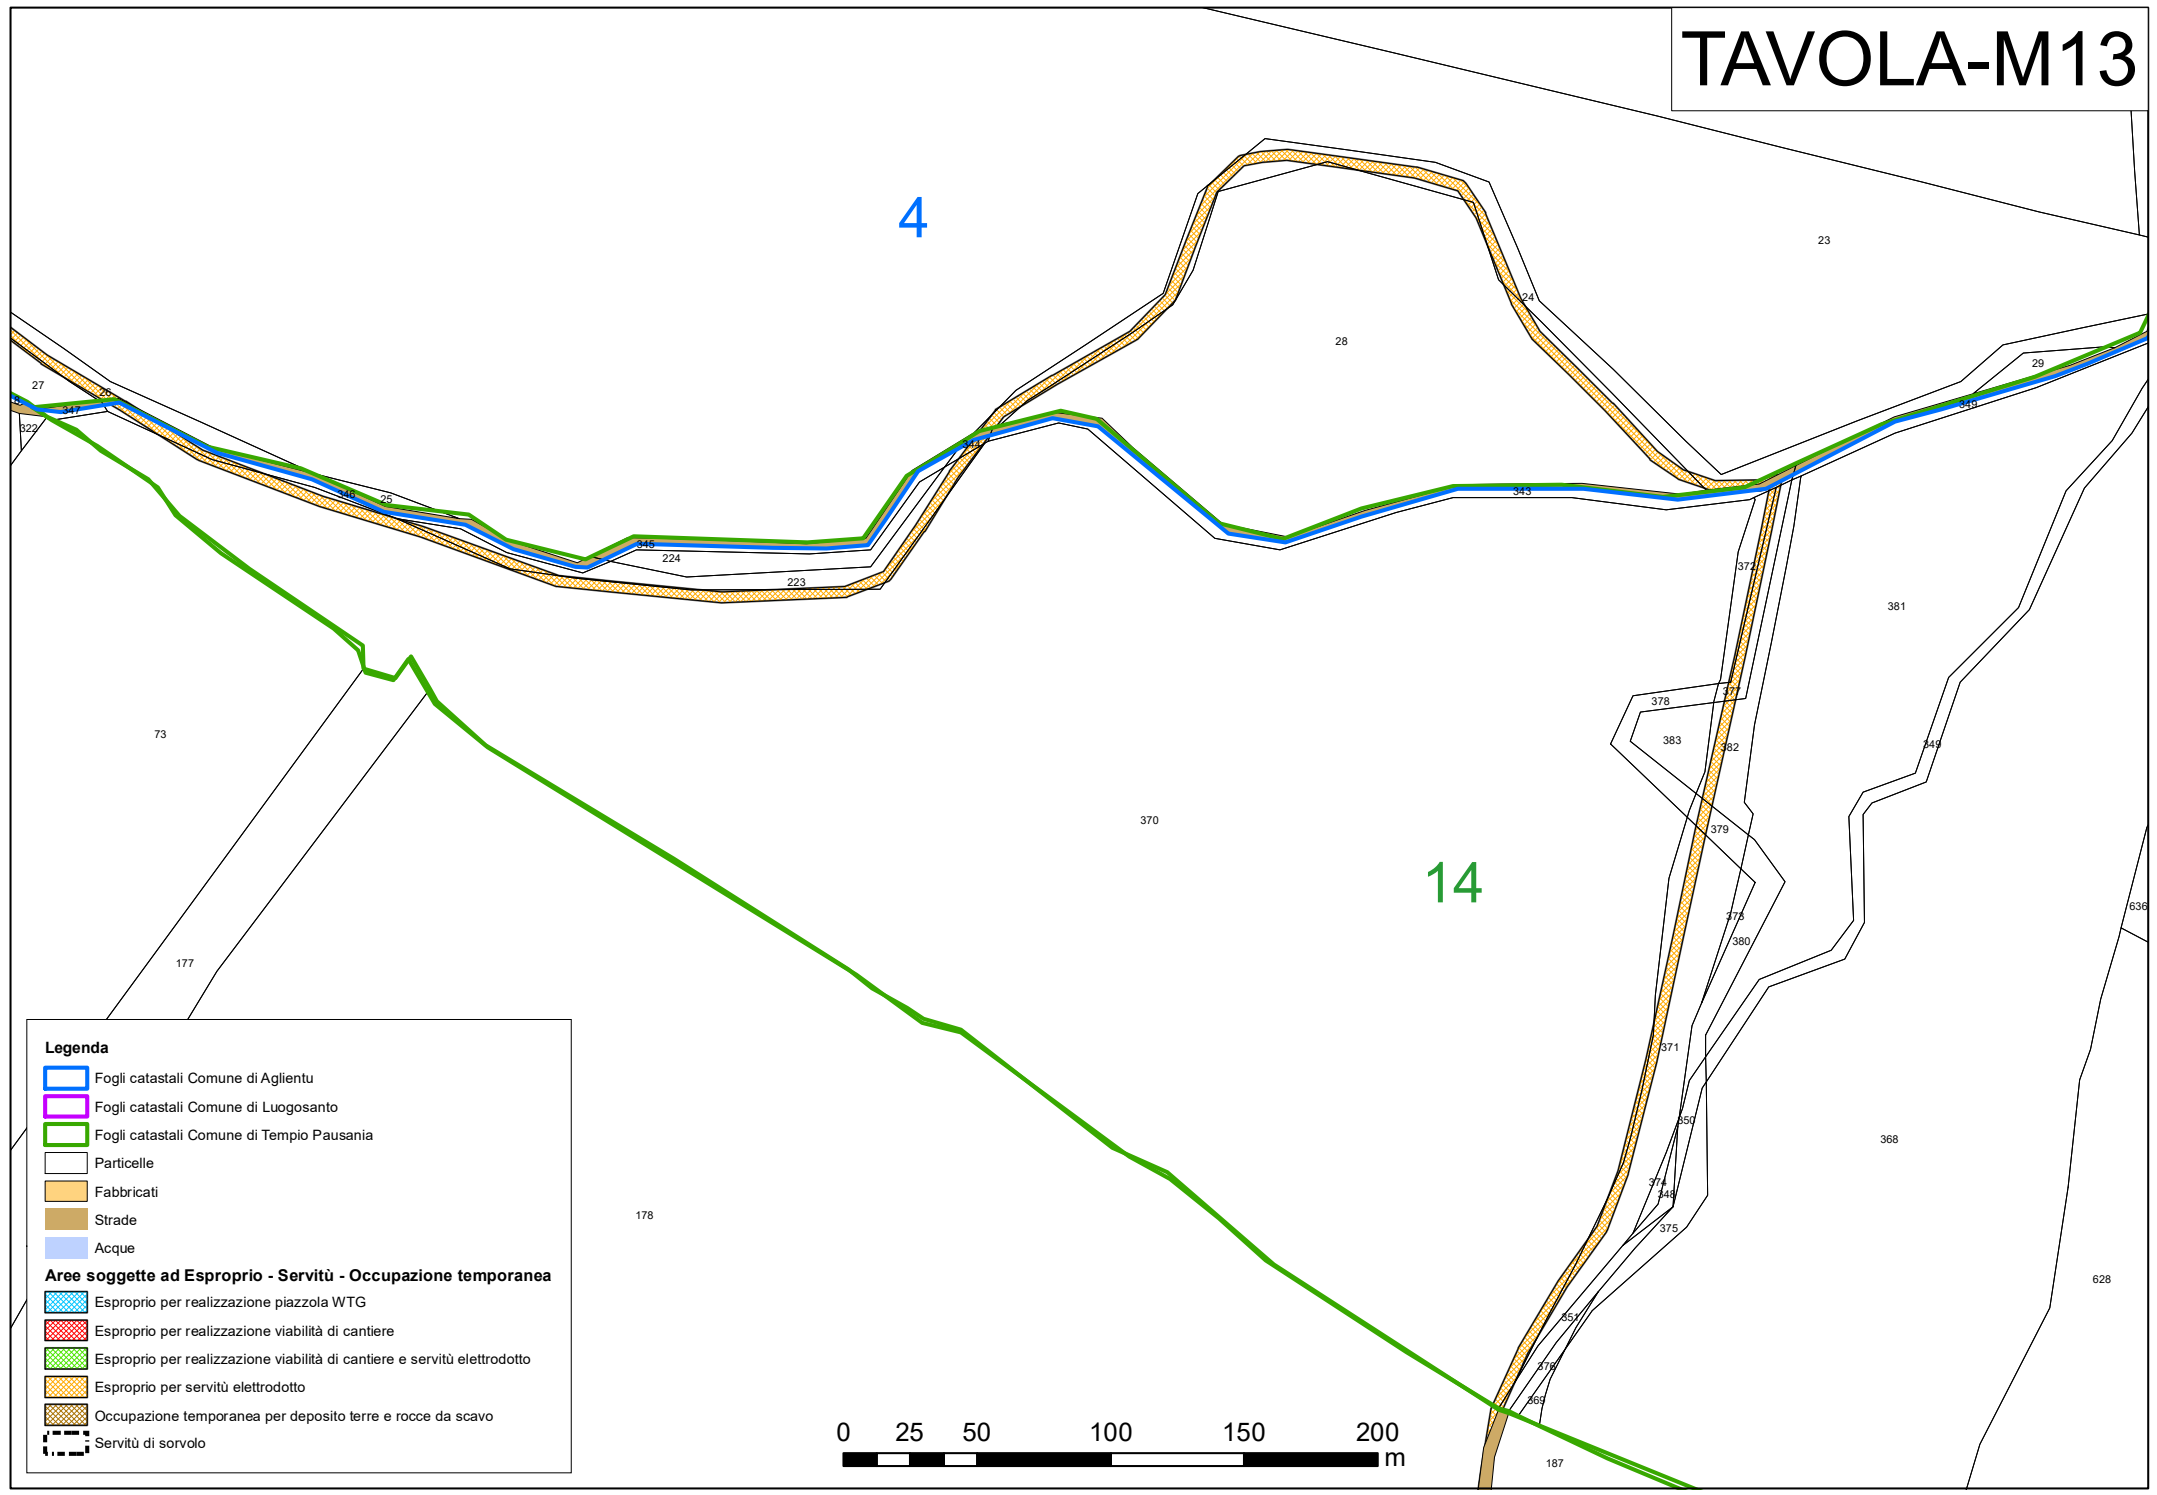 TAVOLA-M13
4
23
24
28
27
26
8
347
29
349
322
346
25
344
343
345
224
223
372
381
378
377
73
383
382
349
370
379
14
636
373
380
177
371
350
368
374
348
178
375
628
351
376
369
187
Legenda
Fogli catastali Comune di Aglientu
Fogli catastali Comune di Luogosanto
Fogli catastali Comune di Tempio Pausania
Particelle
Fabbricati
Strade
Acque
Aree soggette ad Esproprio - Servitù - Occupazione temporanea
Esproprio per realizzazione piazzola WTG
Esproprio per realizzazione viabilità di cantiere
Esproprio per realizzazione viabilità di cantiere e servitù elettrodotto
Esproprio per servitù elettrodotto
Occupazione temporanea per deposito terre e rocce da scavo
Servitù di sorvolo
0 25 50 100 150 200
m